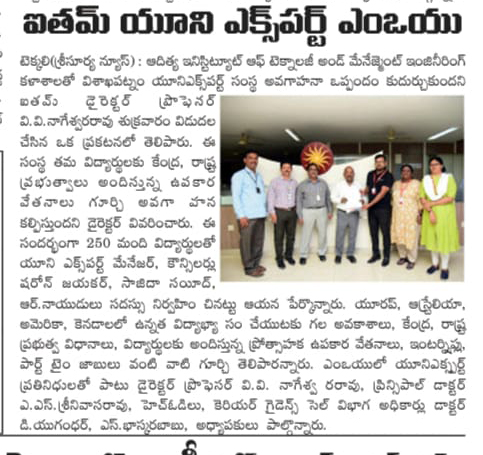 ఐతమ్ యూని ఎక్స్‌పర్ట్ ఎంఒయు
టెక్కలి(శ్రీసూర్య న్యూస్) : ఆదిత్య ఇనిస్టిట్యూట్ ఆఫ్ టెక్నాలజీ అండ్ మేనేజ్మెంట్ ఇంజినీరింగ్
కళాశాలతో విశాఖపట్నం యూనిఎక్స్‌పర్ట్ సంస్థ అవగాహనా ఒప్పందం కుదుర్చుకుందని
ఐతమ్ డైరెక్టర్ ప్రొఫెసర్
వి.వి.నాగేశ్వరరావు శుక్రవారం విడుదల
చేసిన ఒక ప్రకటనలో తెలిపారు. ఈ
సంస్థ తమ విద్యార్థులకు కేంద్ర, రాష్ట్ర
ప్రభుత్వాలు అందిస్తున్న ఉపకార
వేతనాలు గూర్చి అవగా హన
కల్పిస్తుందని డైరెక్టర్ వివరించారు. ఈ
సందర్భంగా 250 మంది విద్యార్థులతో
యూని ఎక్స్‌పర్ట్ మేనేజర్, కౌన్సిలర్లు
షరోన్ జయకర్, సాజిదా సయీద్,
ఆర్.నాయుడులు సదస్సు నిర్వహిం చినట్టు ఆయన పేర్కొన్నారు. యూరప్, ఆస్ట్రేలియా,
అమెరికా, కెనడాలలో ఉన్నత విద్యాభ్యా సం చేయుటకు గల అవకాశాలు, కేంద్ర, రాష్ట్ర
ప్రభుత్వ విధానాలు, విద్యార్థులకు అందిస్తున్న ప్రోత్సాహక ఉపకార వేతనాలు, ఇంటర్న్షిప్లు,
పార్ట్ టైం జాబులు వంటి వాటి గూర్చి తెలిపారన్నారు. ఎంఒయులో యూనిఎక్స్‌పర్ట్
ప్రతినిధులతో పాటు డైరెక్టర్ ప్రొఫెసర్ వి.వి. నాగేశ్వ రరావు, ప్రిన్సిపాల్ డాక్టర్
ఎ.ఎస్.శ్రీనివాసరావు, హెచ్ఓడిలు, కెరియర్ గైడెన్స్ సెల్ విభాగ అధికార్లు డాక్టర్
డి.యుగంధర్, ఎస్.భాస్కరబాబు, అధ్యాపకులు పాల్గొన్నారు.